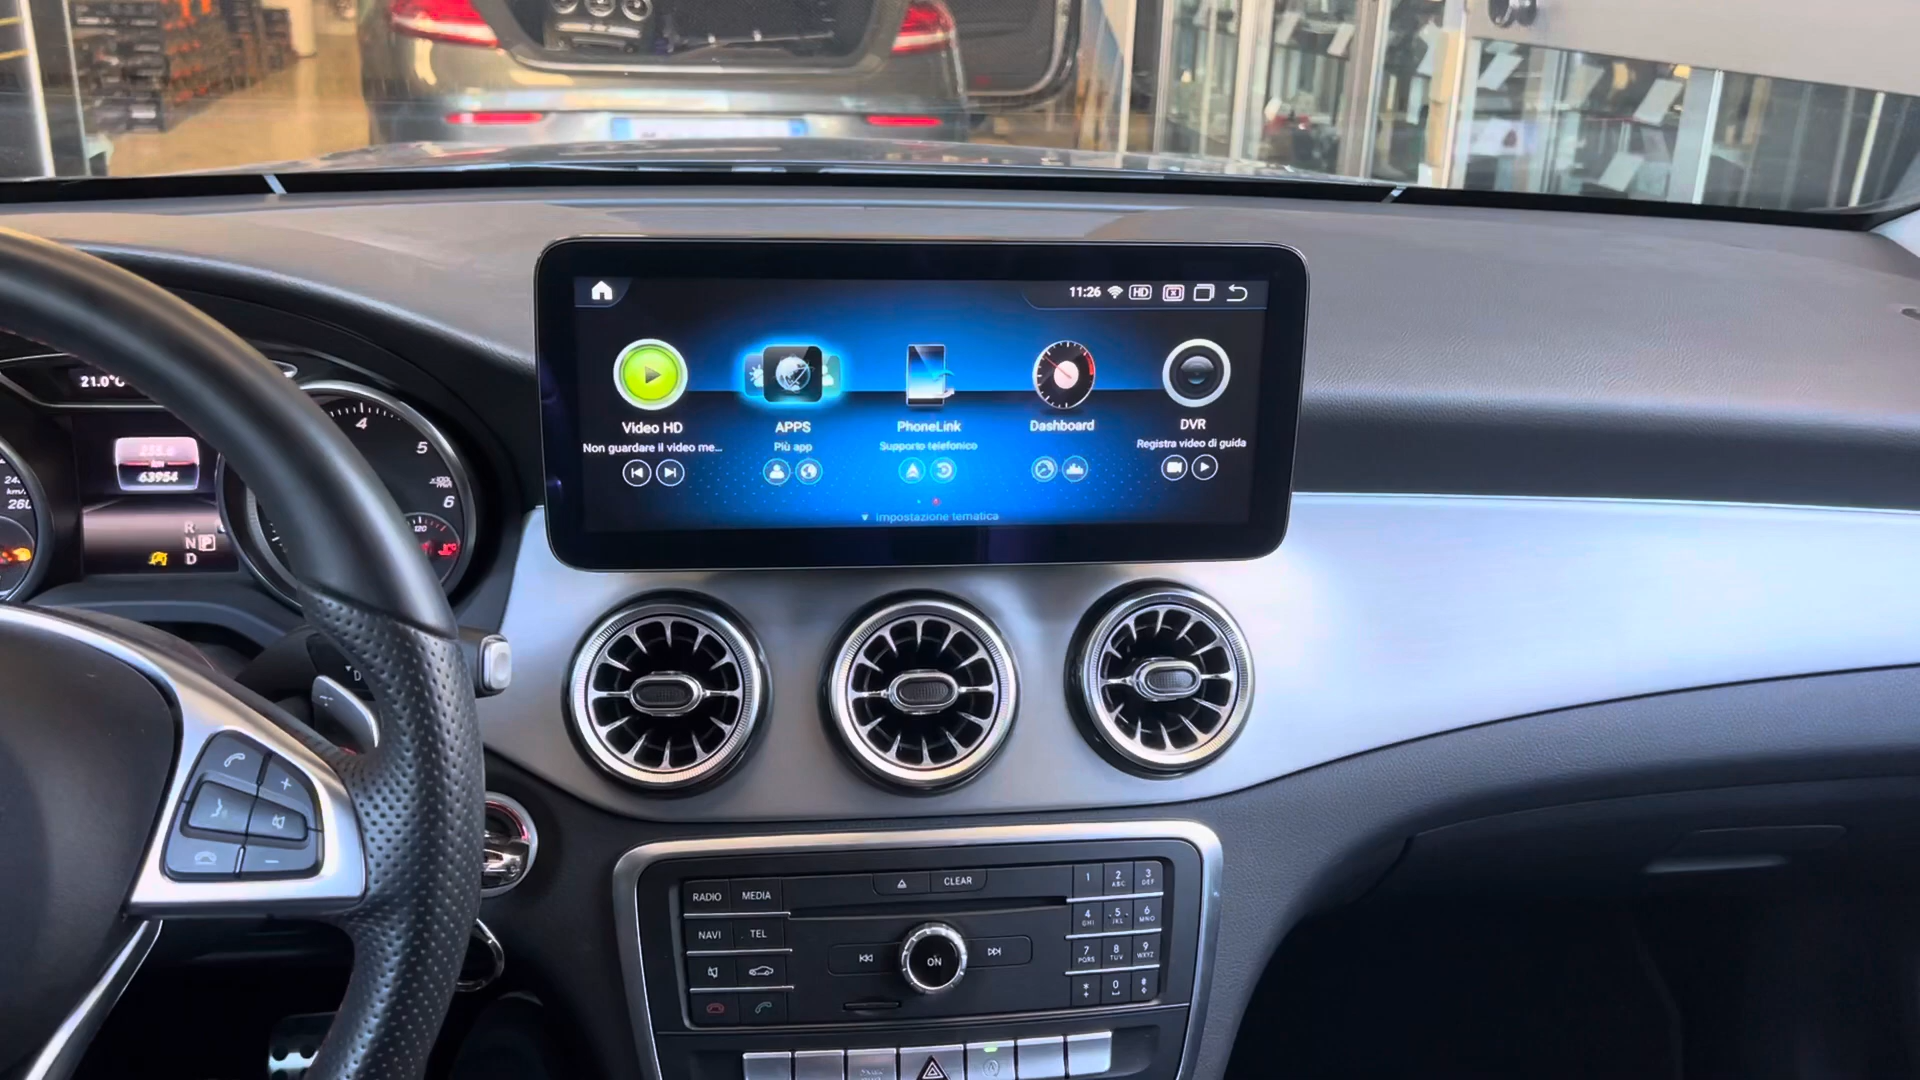 11:26 HD
Video HD
APPS
PhoneLink
Dashboard
DVR
Non guardare il video me...
Più app
Supporto telefonico
Registra video di guida
impostazione tematica
21.0°C
63954
R
N P
D
260
4
5
6
120
D
RADIO MEDIA
CLEAR
NAVI TEL
ON
1 2 ABC 3 DEF
4 GHI 5 JKL 6 MNO
7 PQRS 8 TUV 9 WXYZ
* + 0 #